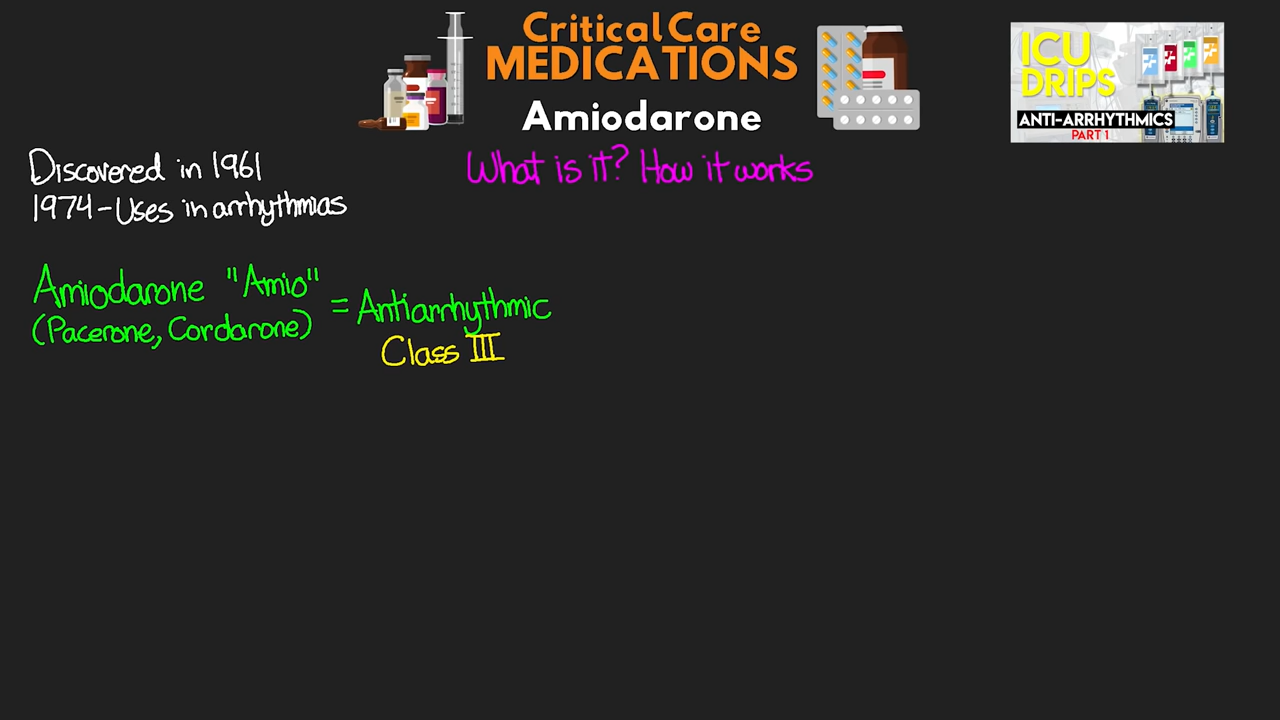 Critical Care
MEDICATIONS
Amiodarone
ICU
DRIPS
ANTI-ARRHYTHMICS
PART 1
What is it? How it works
Discovered in 1961
1974-Uses in arrhythmias
Amiodarone "Amio"
(Pacerone, Cordarone)
= Antiarrhythmic
Class III